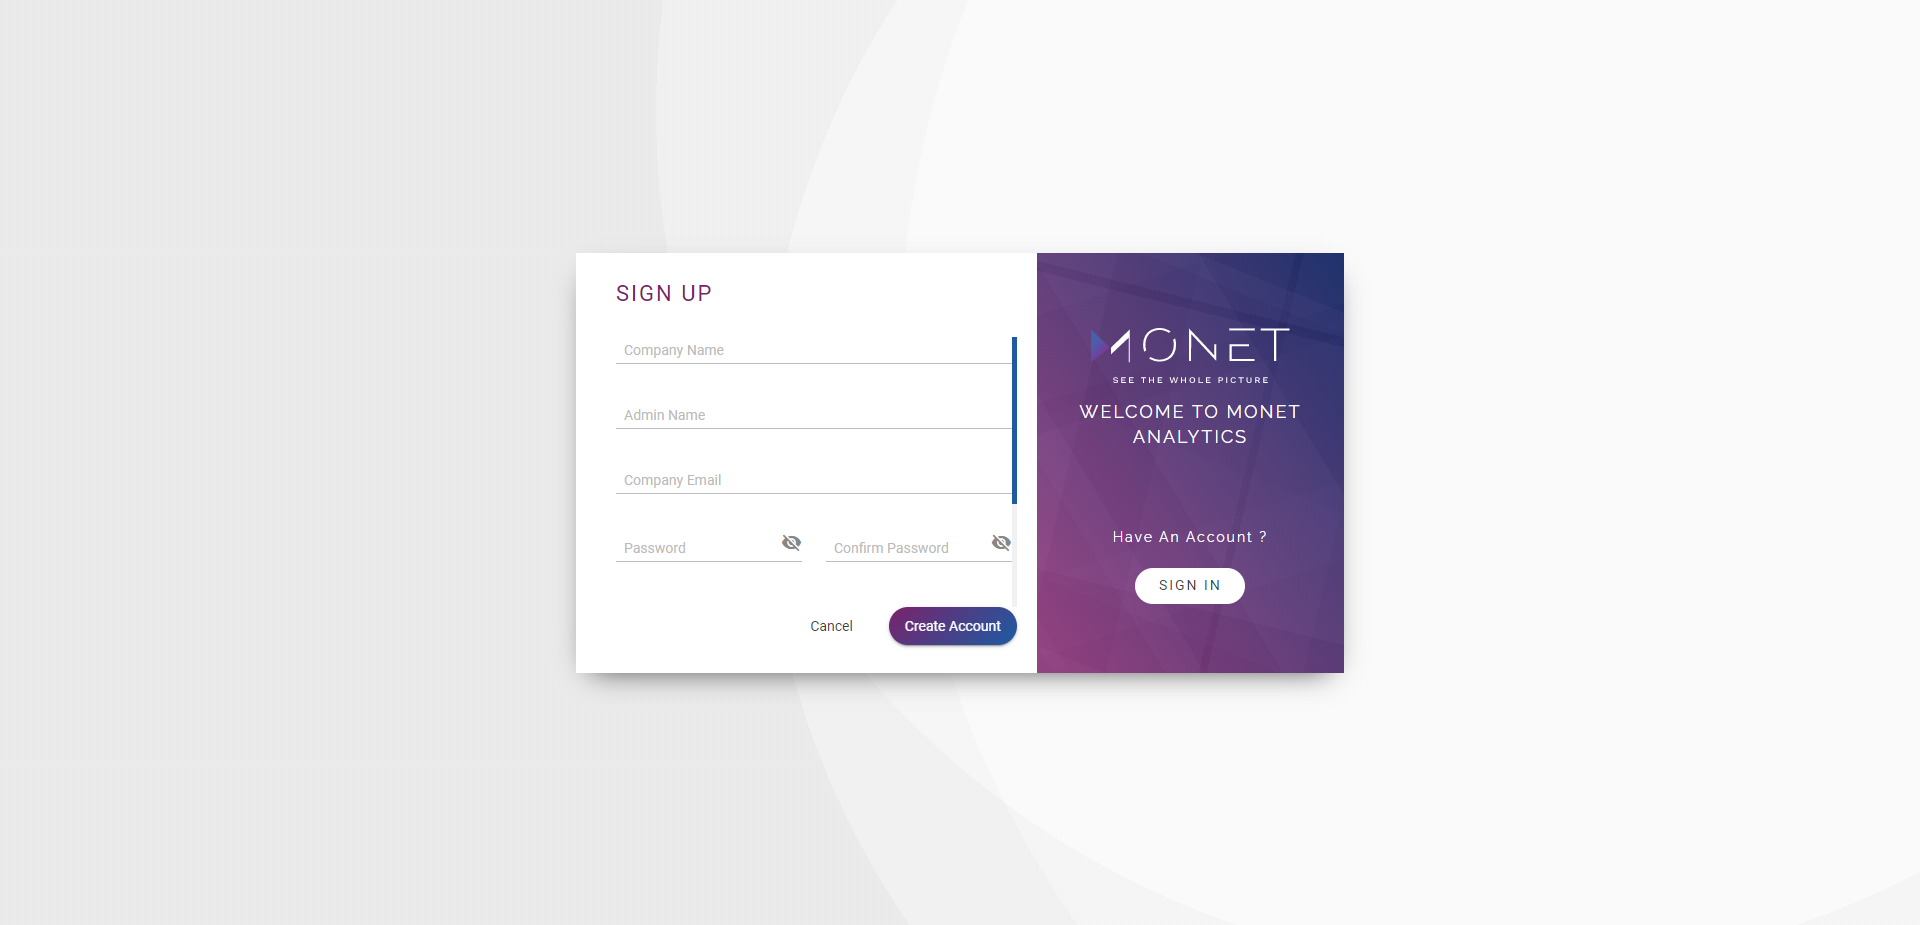 SIGN UP
Company Name
Admin Name
Company Email
Password
Confirm Password
Cancel
Create Account
MONET
SEE THE WHOLE PICTURE
WELCOME TO MONET
ANALYTICS
Have An Account ?
SIGN IN